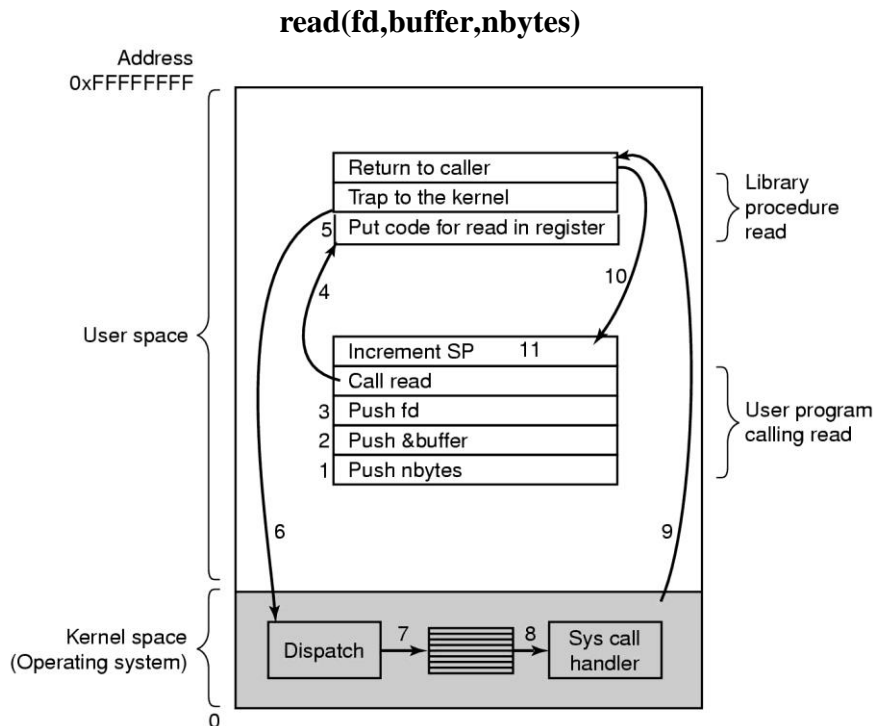 read(fd,buffer,nbytes)
Address
0xFFFFFFFF
Return to caller
Trap to the kernel
5 Put code for read in register
Library
procedure
read
4
10
User space
Increment SP 11
Call read
3 Push fd
2 Push &buffer
1 Push nbytes
User program
calling read
6
9
Kernel space
(Operating system)
Dispatch
7
8
Sys call
handler
0